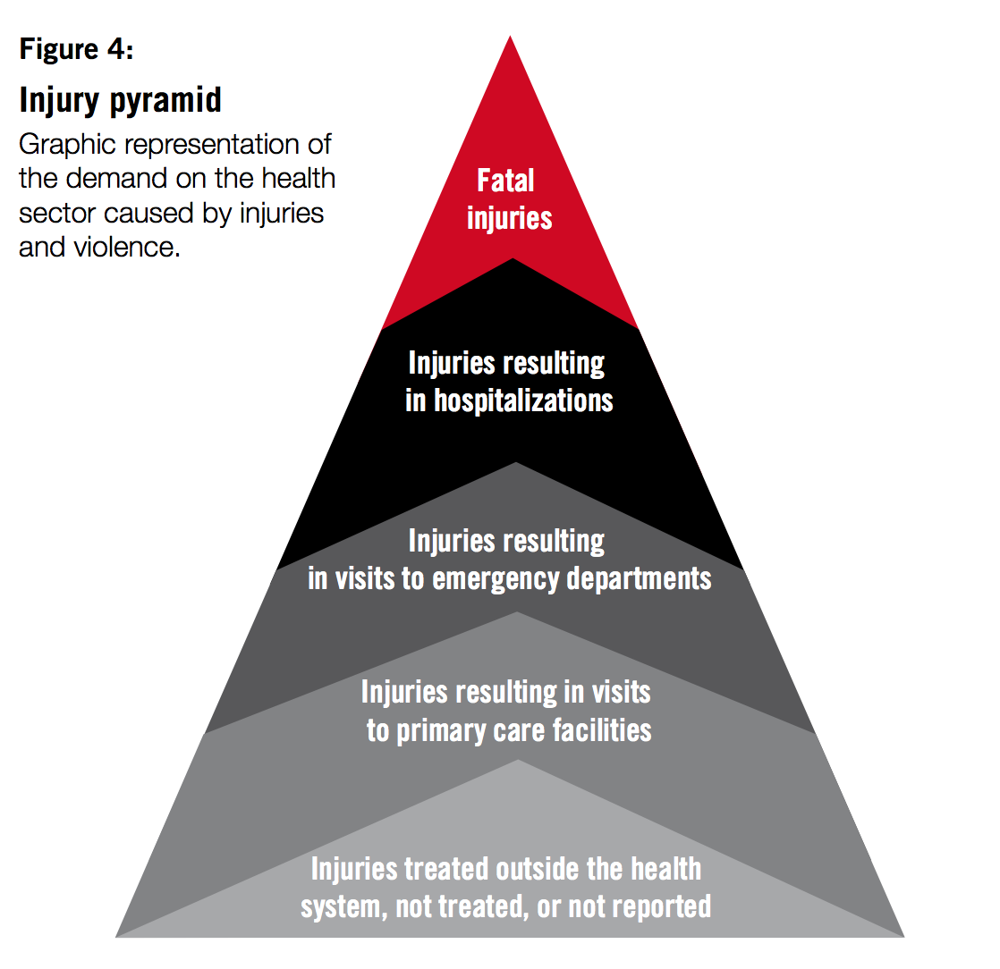 Figure 4:
Injury pyramid
Graphic representation of
the demand on the health
sector caused by injuries
and violence.
Fatal
injuries
Injuries resulting
in hospitalizations
Injuries resulting
in visits to emergency departments
Injuries resulting in visits
to primary care facilities
Injuries treated outside the health
system, not treated, or not reported